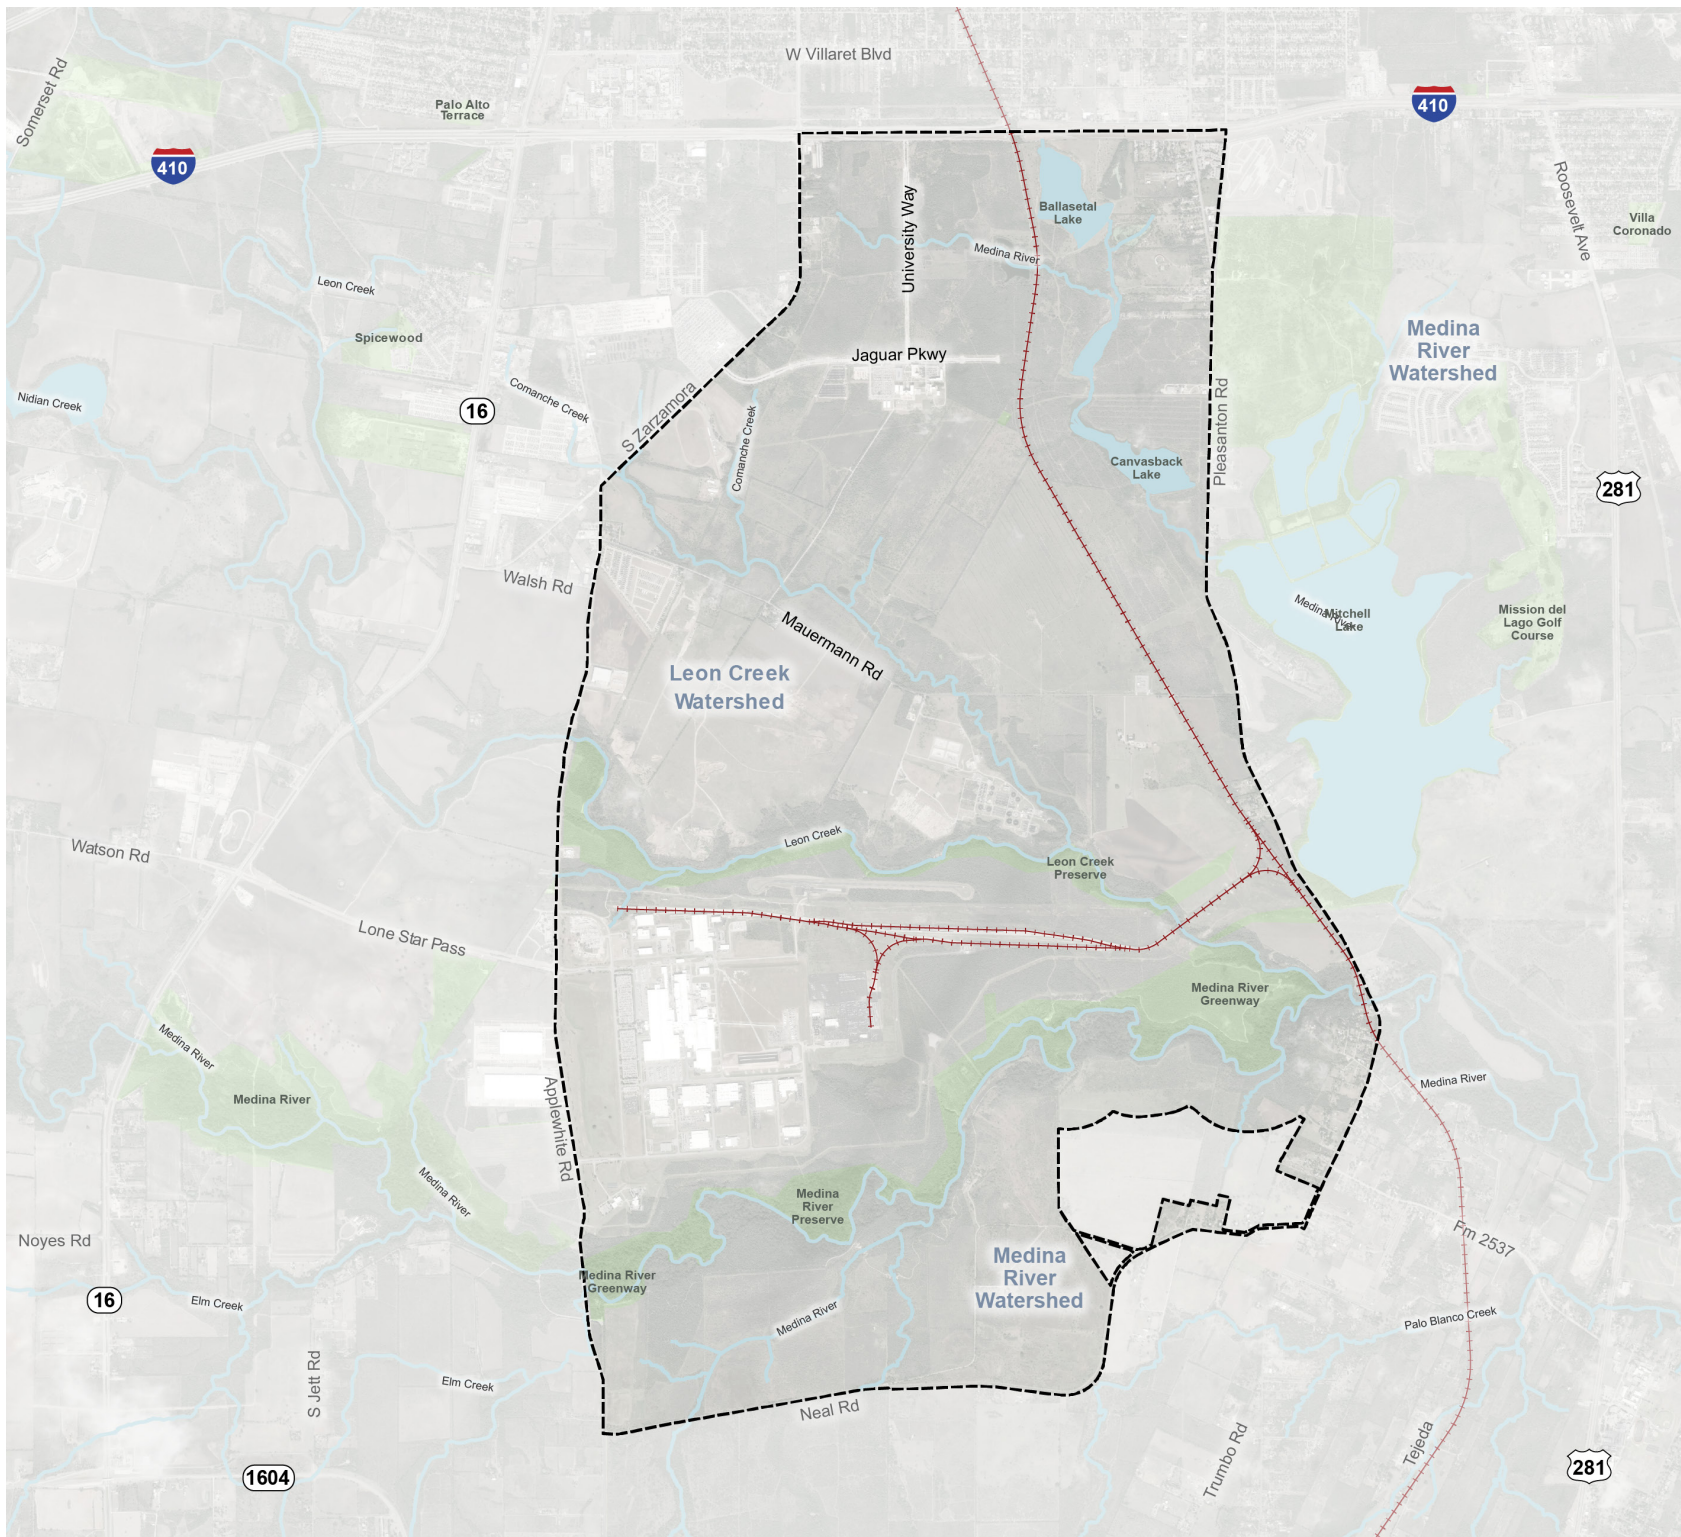 W Villaret Blvd
Somerset Rd
410
Palo Alto
Terrace
410
Roosevelt Ave
University Way
Ballasetal
Lake
Villa
Coronado
Medina River
Leon Creek
Spicewood
Medina
River
Watershed
Jaguar Pkwy
Nidian Creek
Comanche Creek
16
S Zarzamora
Comanche Creek
Pleasanton Rd
Canvasback
Lake
281
Walsh Rd
Mauermann Rd
Medina River
Mitchell
Lake
Mission del
Lago Golf
Course
Leon Creek
Watershed
Watson Rd
Leon Creek
Leon Creek
Preserve
Lone Star Pass
Medina River
Greenway
Medina River
Medina River
Applewhite Rd
Medina River
Medina River
Medina
River
Preserve
Noyes Rd
Fm 2537
Medina River
Greenway
Medina
River
Watershed
16
Elm Creek
Medina River
Palo Blanco Creek
S Jett Rd
Elm Creek
Neal Rd
Trumbo Rd
Tejeda
1604
281